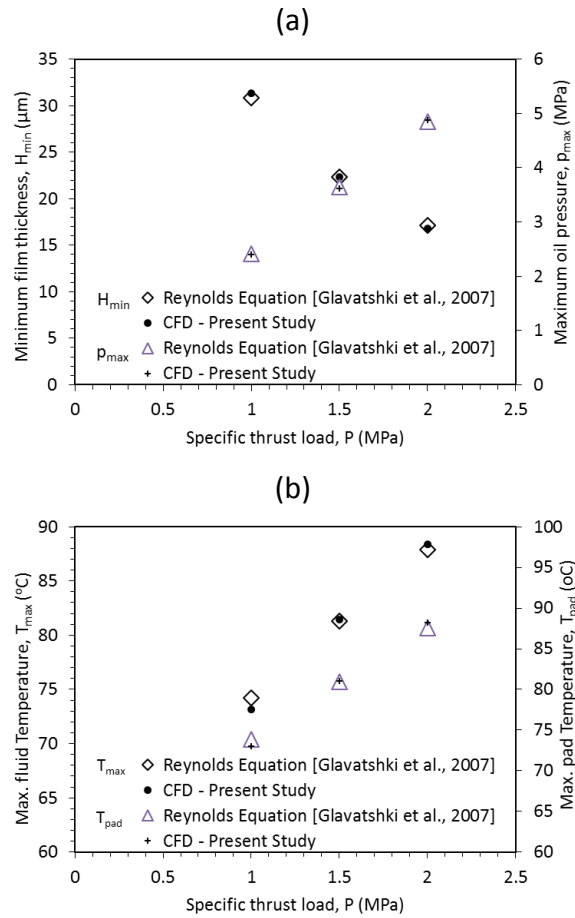 (a)
Minimum film thickness, Hmin (μm)
35
30
25
20
15
10
5
0
6
5
4
3
2
1
0
Maximum oil pressure, pmax (MPa)
Hmin
Reynolds Equation [Glavatshki et al., 2007]
CFD - Present Study
pmax
Reynolds Equation [Glavatshki et al., 2007]
CFD - Present Study
0 0.5 1 1.5 2 2.5
Specific thrust load, P (MPa)
(b)
Max. fluid Temperature, Tmax (°C)
90
85
80
75
70
65
60
100
95
90
85
80
75
70
65
60
Max. pad Temperature, Tpad (oC)
Tmax
Reynolds Equation [Glavatshki et al., 2007]
CFD - Present Study
Tpad
Reynolds Equation [Glavatshki et al., 2007]
CFD - Present Study
0 0.5 1 1.5 2 2.5
Specific thrust load, P (MPa)